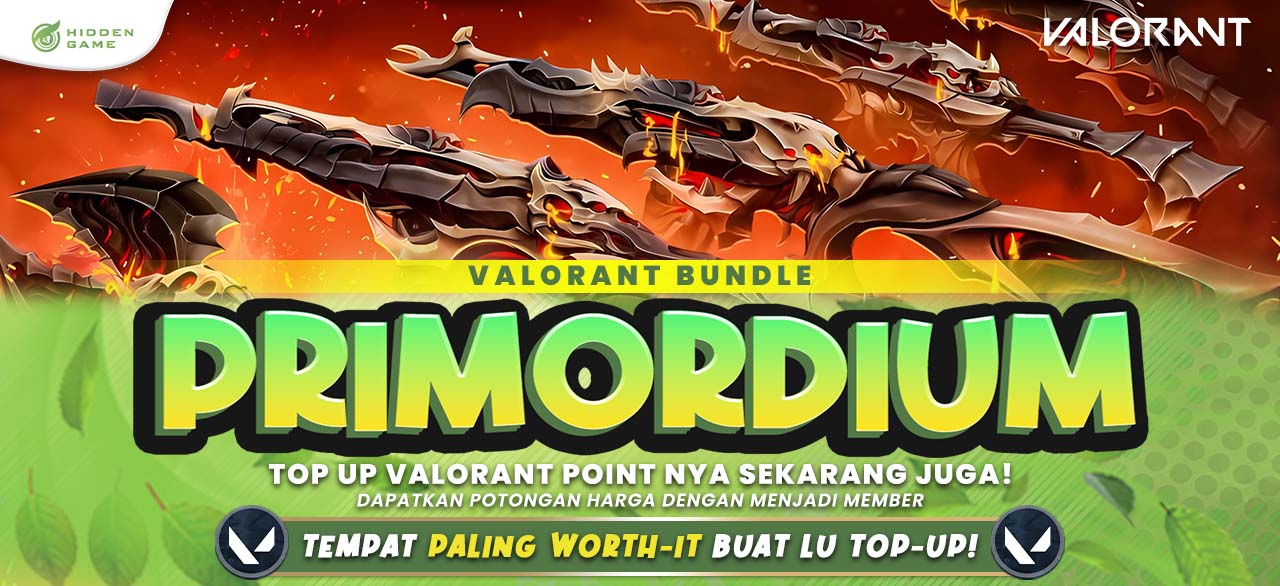 HIDDEN
GAME
VALORANT
VALORANT BUNDLE
PRIMORDIUM
TOP UP VALORANT POINT NYA SEKARANG JUGA!
DAPATKAN POTONGAN HARGA DENGAN MENJADI MEMBER
TEMPAT PALING WORTH-IT BUAT LU TOP-UP!